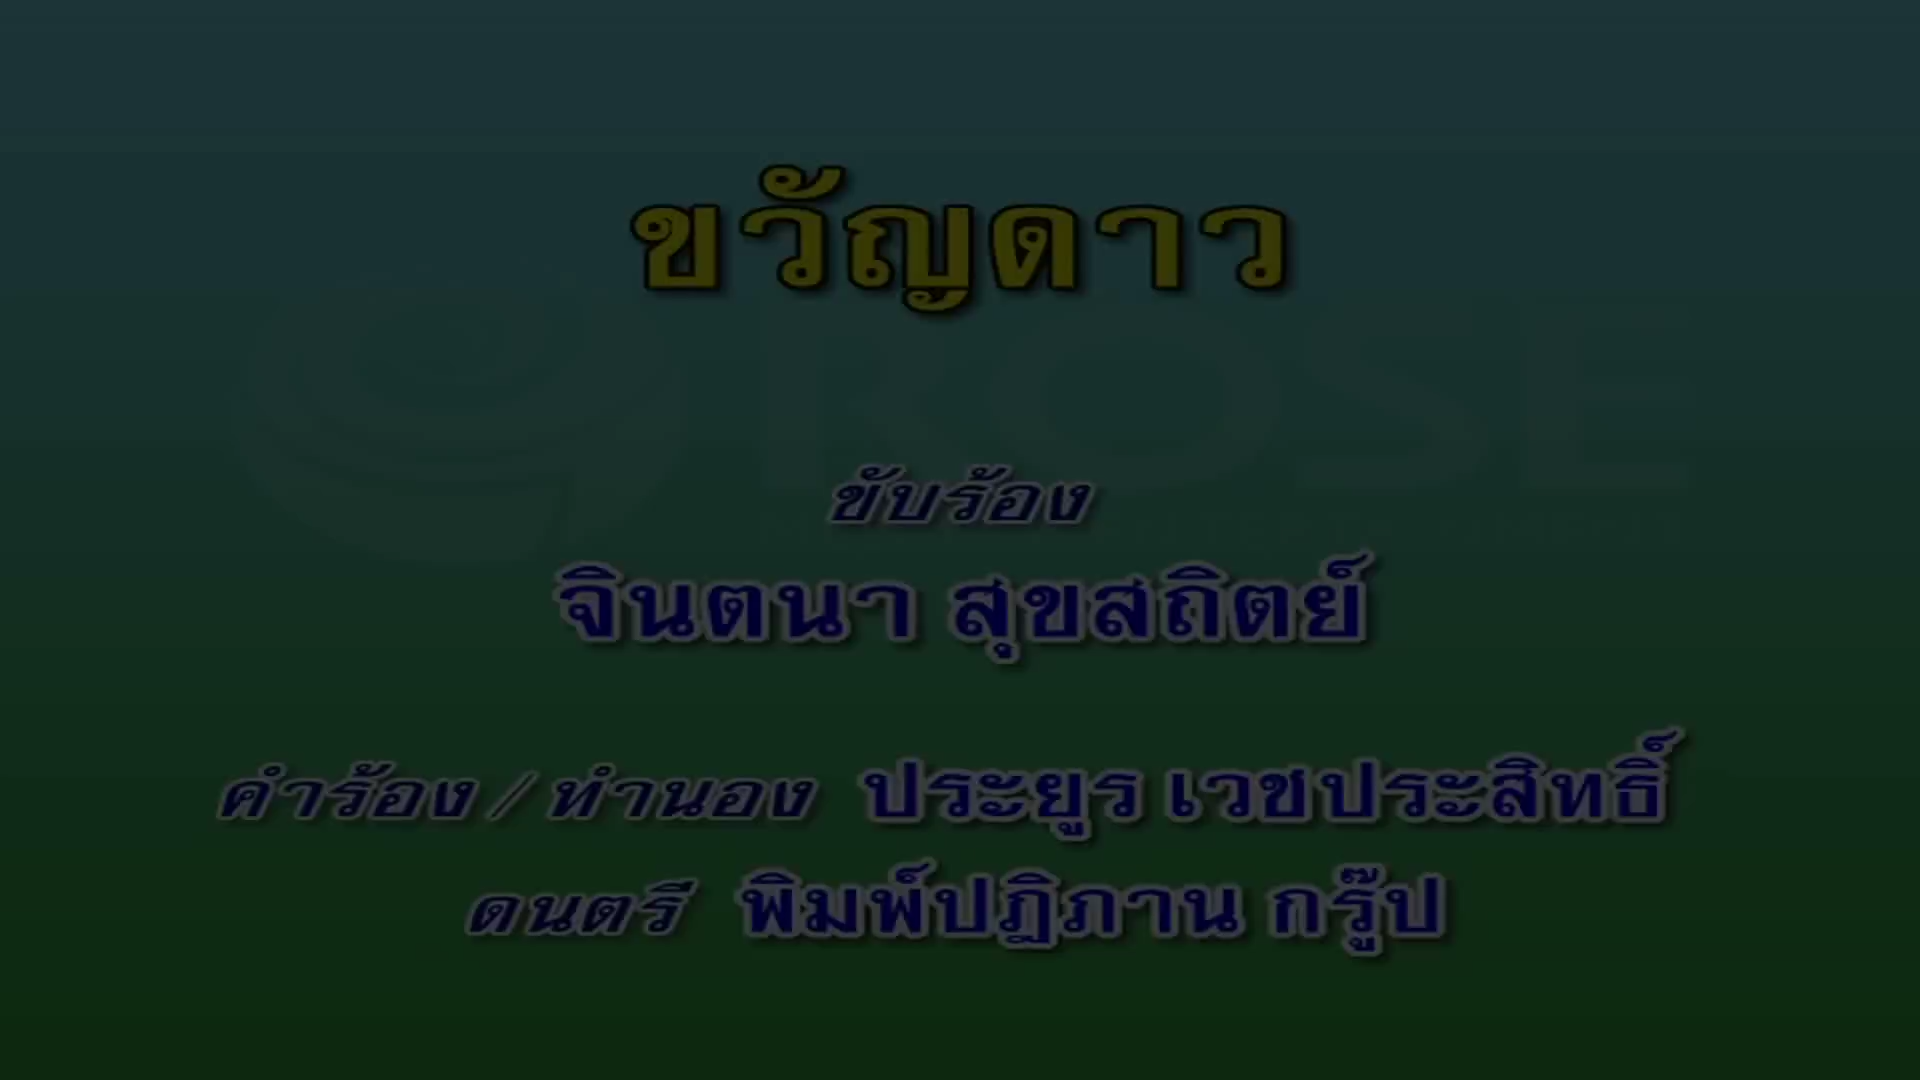 ขวัญดาว
ROSE
ขับร้อง
จินตนา สุขสถิตย์
คำร้อง / ทำนอง ประยูร เวชประสิทธิ์
ดนตรี พิมพ์ปฏิภาน กรุ๊ป